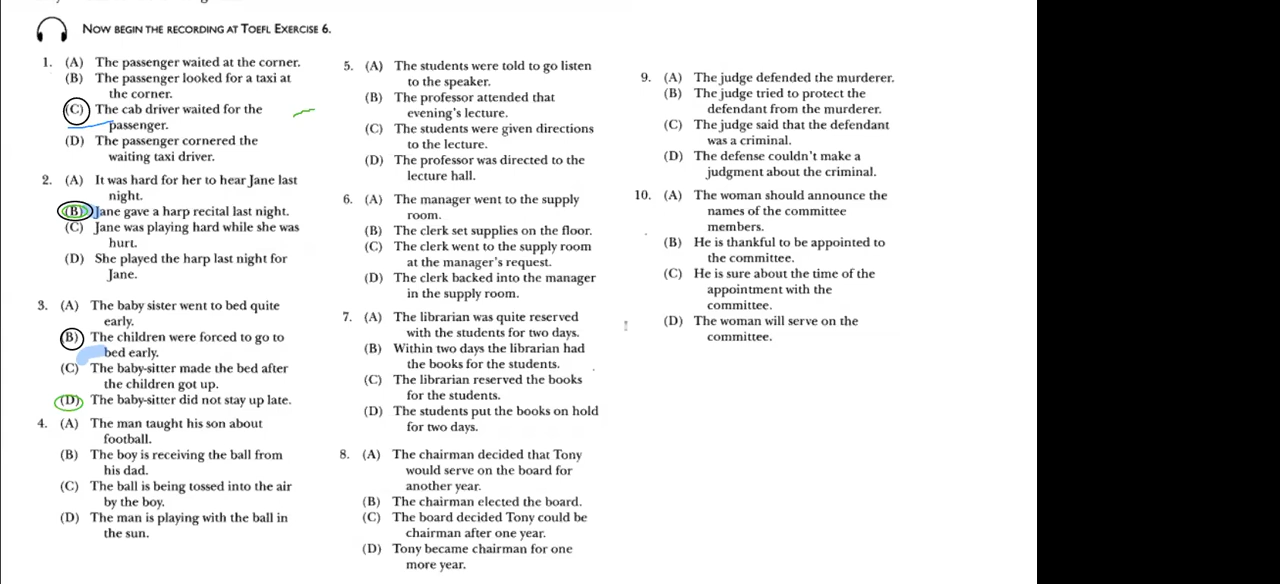 NOW BEGIN THE RECORDING AT TOEFL EXERCISE 6.
1. (A) The passenger waited at the corner.
(B) The passenger looked for a taxi at
the corner.
(C) The cab driver waited for the
passenger.
(D) The passenger cornered the
waiting taxi driver.
2. (A) It was hard for her to hear Jane last
night.
(B) Jane gave a harp recital last night.
(C) Jane was playing hard while she was
hurt.
(D) She played the harp last night for
Jane.
3. (A) The baby sister went to bed quite
early.
(B) The children were forced to go to
bed early.
(C) The baby-sitter made the bed after
the children got up.
(D) The baby-sitter did not stay up late.
4. (A) The man taught his son about
football.
(B) The boy is receiving the ball from
his dad.
(C) The ball is being tossed into the air
by the boy.
(D) The man is playing with the ball in
the sun.
5. (A) The students were told to go listen
to the speaker.
(B) The professor attended that
evening's lecture.
(C) The students were given directions
to the lecture.
(D) The professor was directed to the
lecture hall.
6. (A) The manager went to the supply
room.
(B) The clerk set supplies on the floor.
(C) The clerk went to the supply room
at the manager's request.
(D) The clerk backed into the manager
in the supply room.
7. (A) The librarian was quite reserved
with the students for two days.
(B) Within two days the librarian had
the books for the students.
(C) The librarian reserved the books
for the students.
(D) The students put the books on hold
for two days.
8. (A) The chairman decided that Tony
would serve on the board for
another year.
(B) The chairman elected the board.
(C) The board decided Tony could be
chairman after one year.
(D) Tony became chairman for one
more year.
9. (A) The judge defended the murderer.
(B) The judge tried to protect the
defendant from the murderer.
(C) The judge said that the defendant
was a criminal.
(D) The defense couldn't make a
judgment about the criminal.
10. (A) The woman should announce the
names of the committee
members.
(B) He is thankful to be appointed to
the committee.
(C) He is sure about the time of the
appointment with the
committee.
(D) The woman will serve on the
committee.